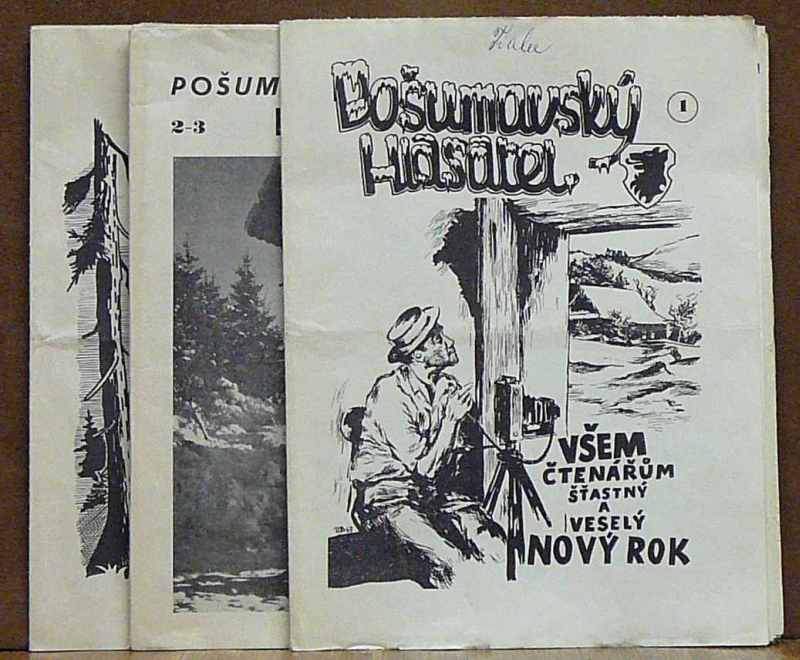 POŠUM
2-3
Pošumavský
Hlasatel
1
VŠEM
ČTENÁŘŮM
ŠŤASTNÝ
A
VESELÝ
NOVÝ ROK